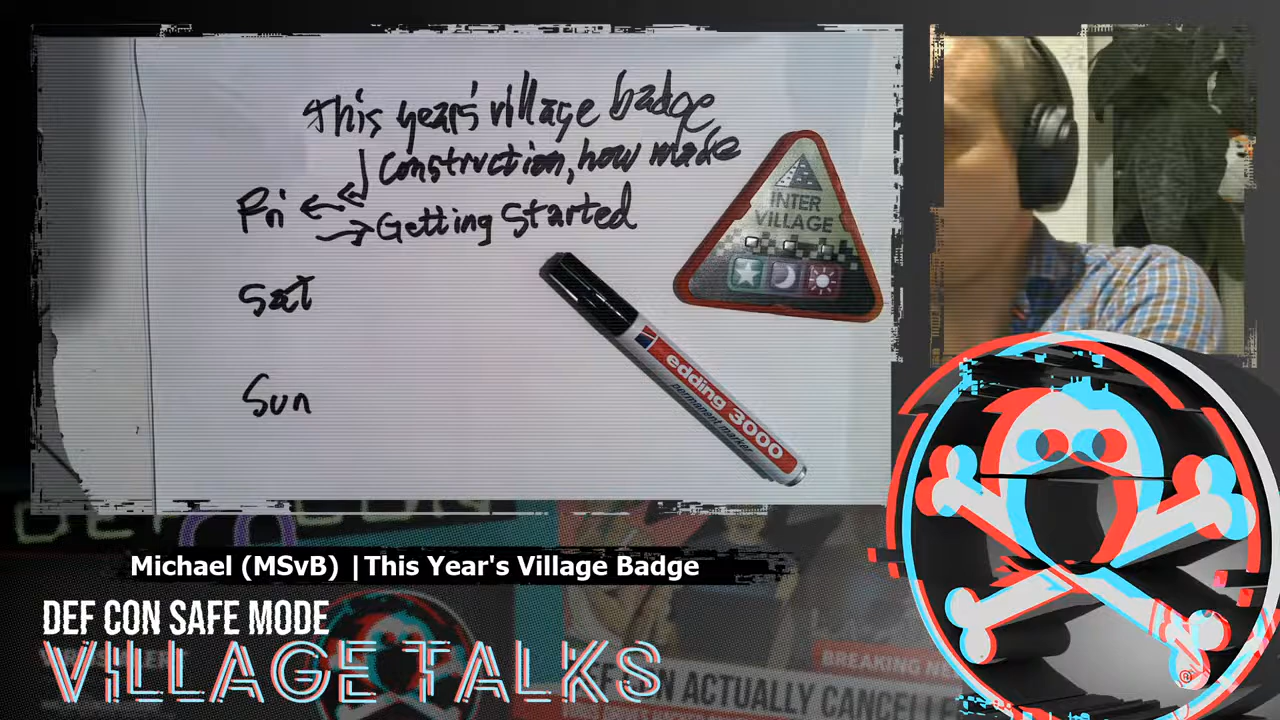 This year's village badge
Construction, how made
Fri
Getting Started
Sat
Sun
INTER
VILLAGE
edding 3000
permanent marker
Michael (MSvB) |This Year's Village Badge
DEF CON SAFE MODE
VILLAGE TALKS
BREAKING NE
ACTUALLY CANCELLE
®